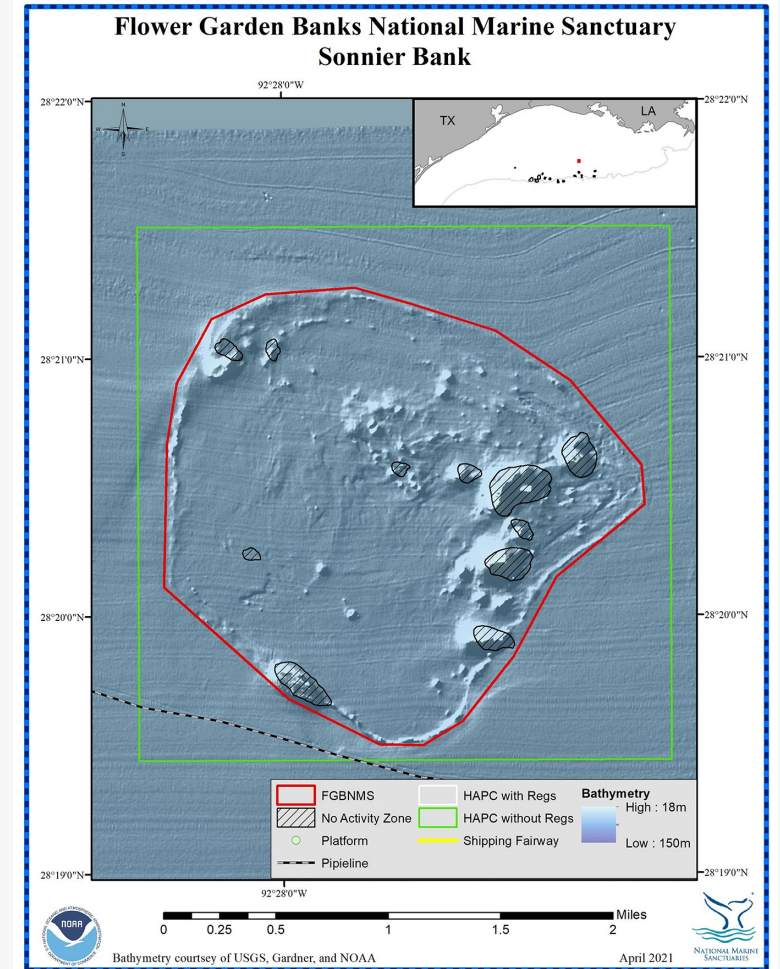 Flower Garden Banks National Marine Sanctuary
Sonnier Bank
92°28'0"W
28°22'0"N
28°22'0"N
N
W E
S
TX
LA
28°21'0"N
28°21'0"N
28°20'0"N
28°20'0"N
FGBNMS
HAPC with Regs
Bathymetry
No Activity Zone
HAPC without Regs
High : 18m
Platform
Shipping Fairway
Low : 150m
Pipieline
28°19'0"N
28°19'0"N
92°28'0"W
Miles
0 0.25 0.5 1 1.5 2
NOAA
NATIONAL MARINE
SANCTUARIES
Bathymetry courtsey of USGS, Gardner, and NOAA
April 2021